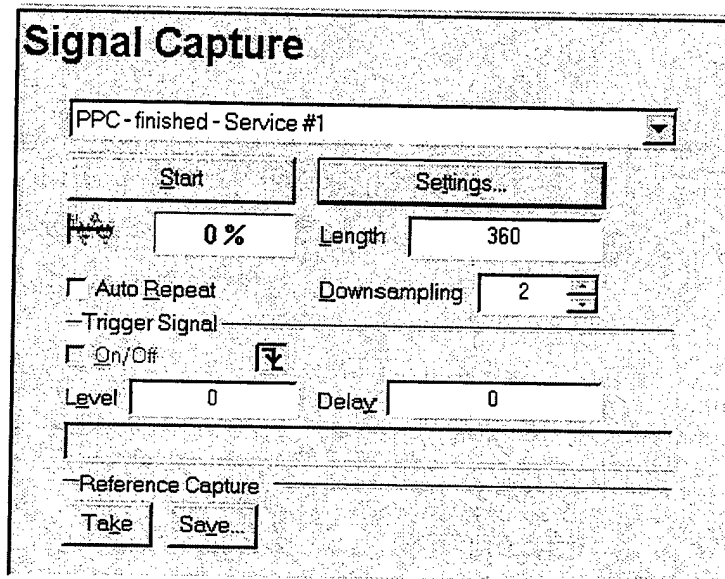 Signal Capture
PPC - finished - Service #1
Start Settings...
0 % Length 360
Auto Repeat Downsampling 2
Trigger Signal
On/Off
Level 0 Delay 0
Reference Capture
Take Save...